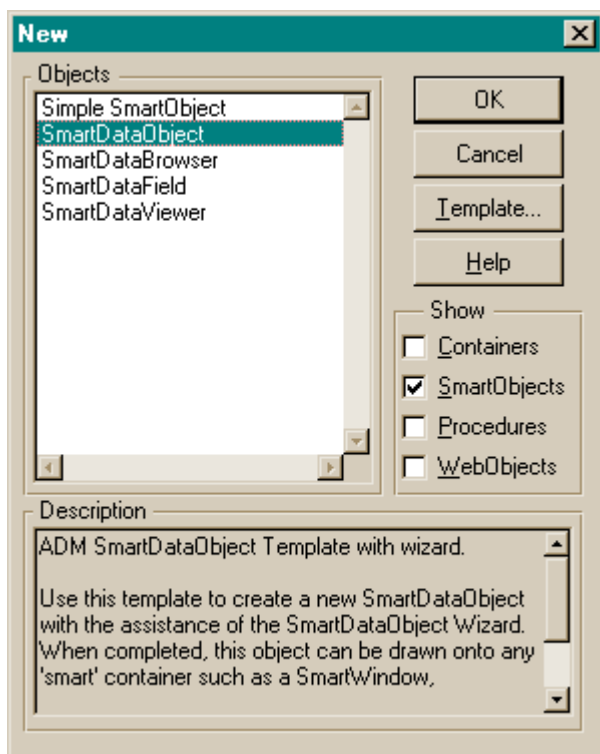 New
Objects
Simple SmartObject
SmartDataObject
SmartDataBrowser
SmartDataField
SmartDataViewer
OK
Cancel
Template...
Help
Show
Containers
SmartObjects
Procedures
WebObjects
Description
ADM SmartDataObject Template with wizard.
Use this template to create a new SmartDataObject
with the assistance of the SmartDataObject Wizard.
When completed, this object can be drawn onto any
'smart' container such as a SmartWindow,